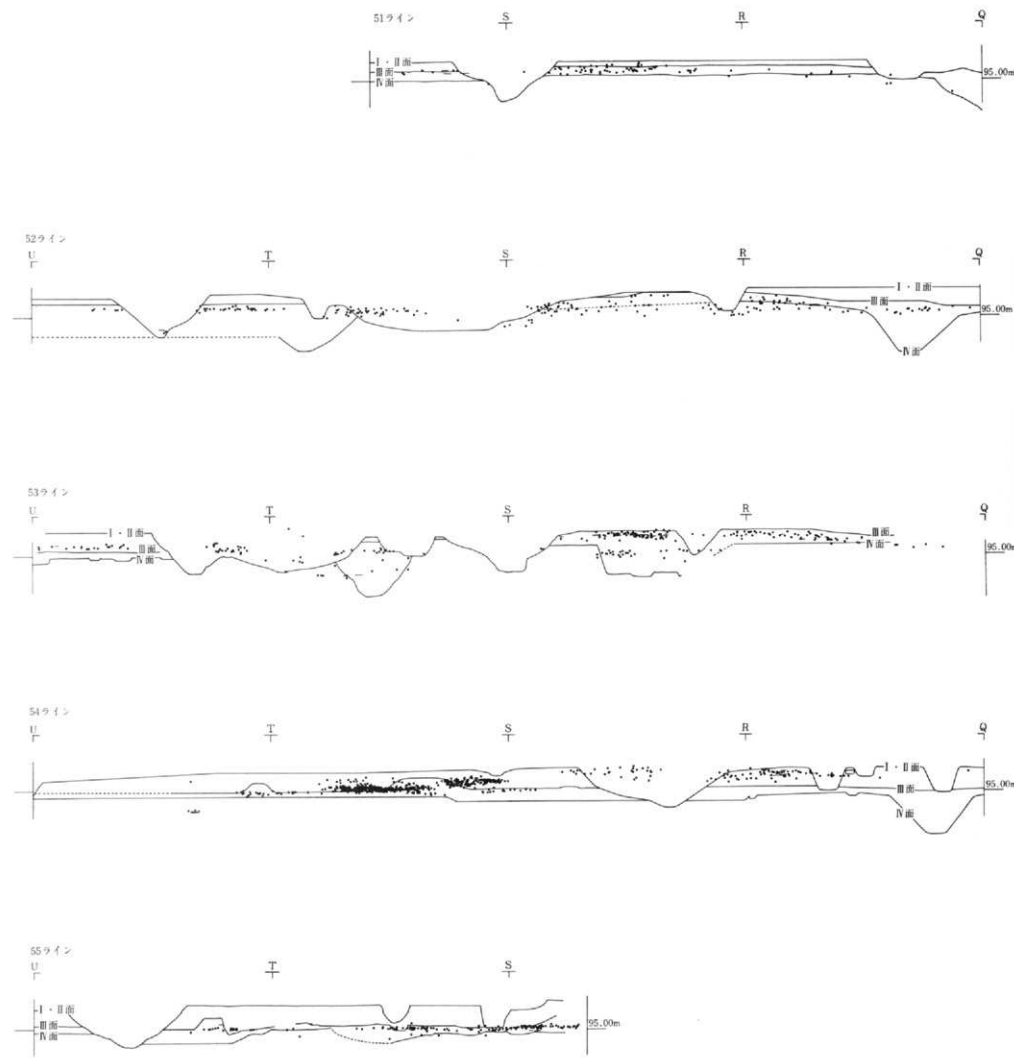 51ライン
S R Q
I・II面
III面
IV面
95.00m
52ライン
U T S R Q
I・II面
III面
95.00m
IV面
53ライン
U T S R Q
I・II面
III面
IV面
III面
IV面
95.00m
54ライン
U T S R Q
I・II面
III面
95.00m
IV面
55ライン
U T S
I・II面
III面
IV面
95.00m